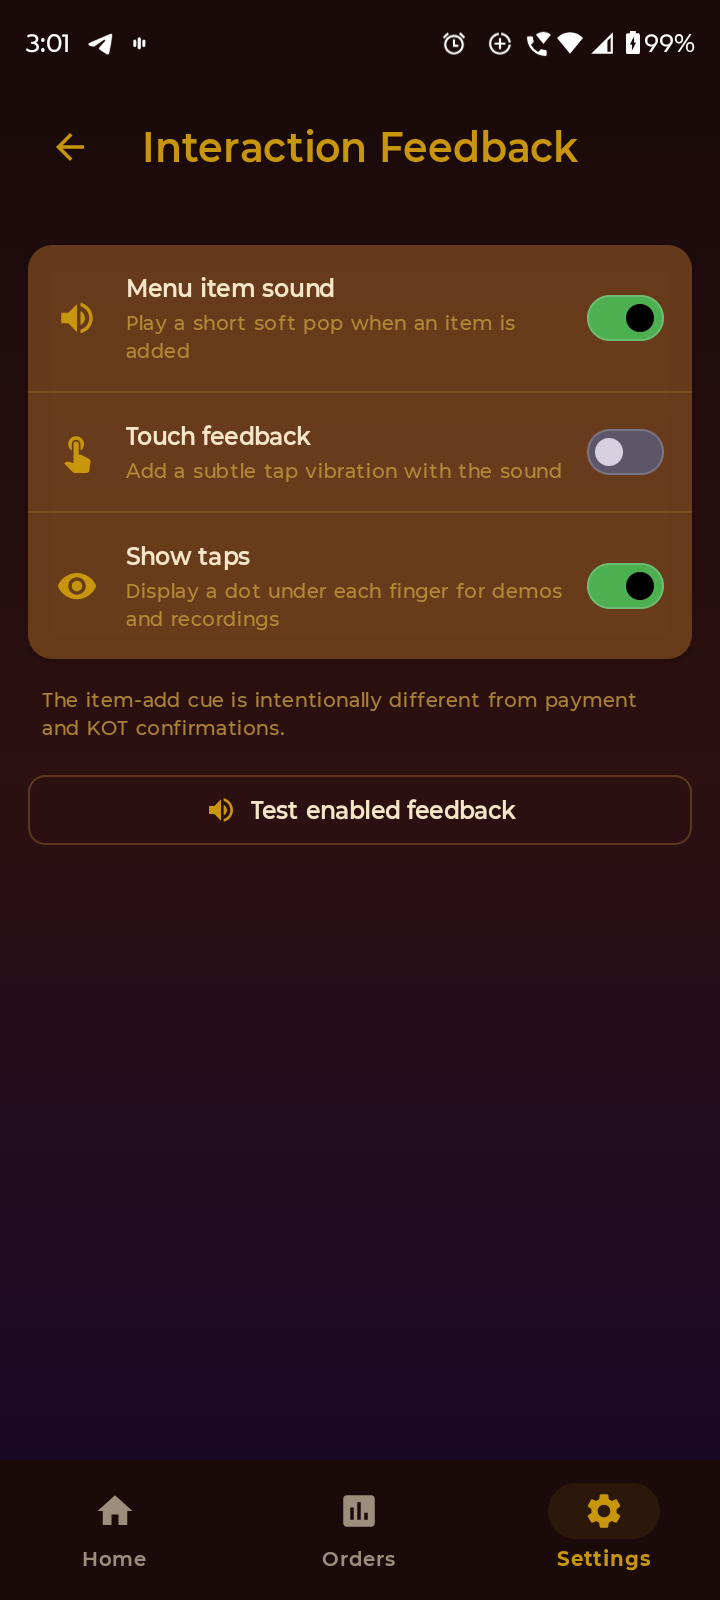 3:01
99%
Interaction Feedback
Menu item sound
Play a short soft pop when an item is
added
Touch feedback
Add a subtle tap vibration with the sound
Show taps
Display a dot under each finger for demos
and recordings
The item-add cue is intentionally different from payment
and KOT confirmations.
Test enabled feedback
Home
Orders
Settings